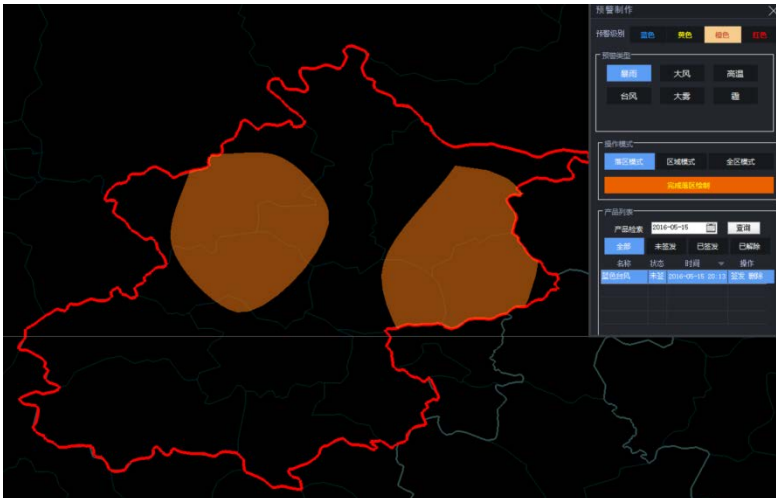 预警制作
预警级别 蓝色 黄色 橙色 红色
预警类型
暴雨 大风 高温
台风 大雾 霾
操作模式
落区模式 区域模式 全区模式
完成落区绘制
产品列表
产品检索 2016-05-15 查询
全部 未签发 已签发 已解除
名称 状态 时间 操作
蓝色台风 未签 2016-05-15 20:13 签发 删除